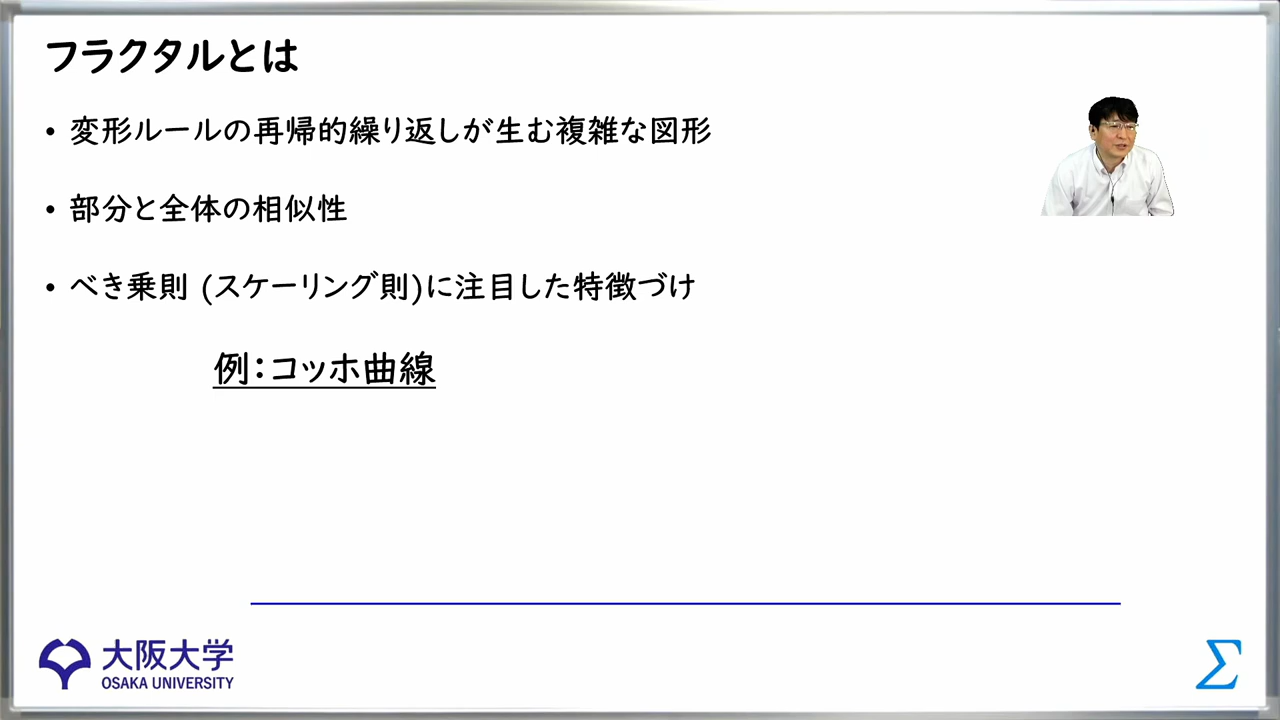 フラクタルとは
• 変形ルールの再帰的繰り返しが生む複雑な図形
• 部分と全体の相似性
• べき乗則 (スケーリング則)に注目した特徴づけ
例：コッホ曲線
大阪大学
OSAKA UNIVERSITY
Σ